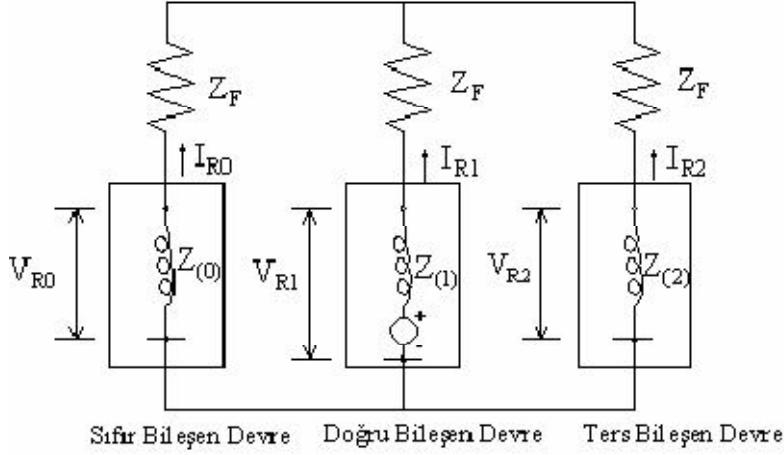 Z_F Z_F Z_F
I_R0 I_R1 I_R2
V_R0 Z_(0) V_R1 Z_(1) V_R2 Z_(2)
+
-
Sıfır Bileşen Devre Doğru Bileşen Devre Ters Bileşen Devre